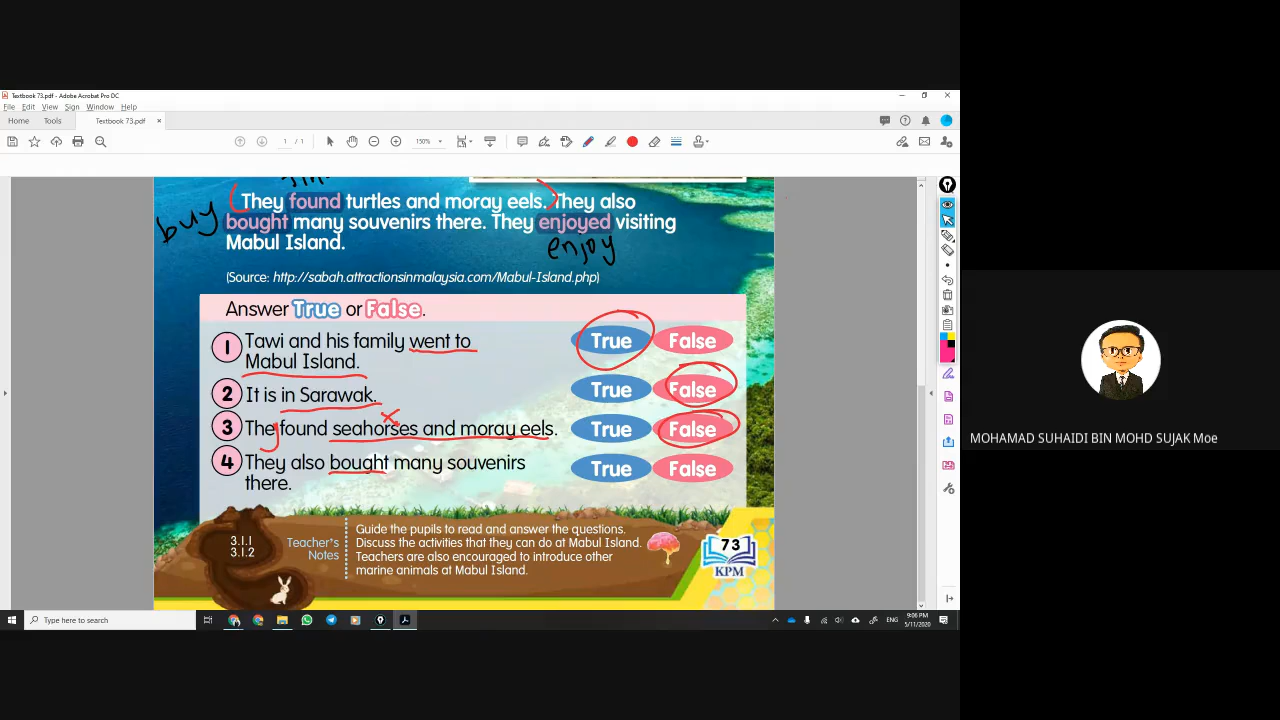 Textbook 73.pdf - Adobe Acrobat Pro DC
File Edit View Sign Window Help
Home Tools Textbook 73.pdf ×
1 / 1 150%
They found turtles and moray eels. They also
buy
bought many souvenirs there. They enjoyed visiting
Mabul Island.
enjoy
(Source: http://sabah.attractionsinmalaysia.com/Mabul-Island.php)
Answer True or False.
1 Tawi and his family went to True False
Mabul Island.
2 It is in Sarawak. True False
3 They found seahorses and moray eels. True False
4 They also bought many souvenirs True False
there.
MOHAMAD SUHAIDI BIN MOHD SUJAK Moe
3.1.1
3.1.2
Teacher's
Notes
Guide the pupils to read and answer the questions.
Discuss the activities that they can do at Mabul Island.
Teachers are also encouraged to introduce other
marine animals at Mabul Island.
73
KPM
Type here to search
ENG
9:06 PM
5/11/2020